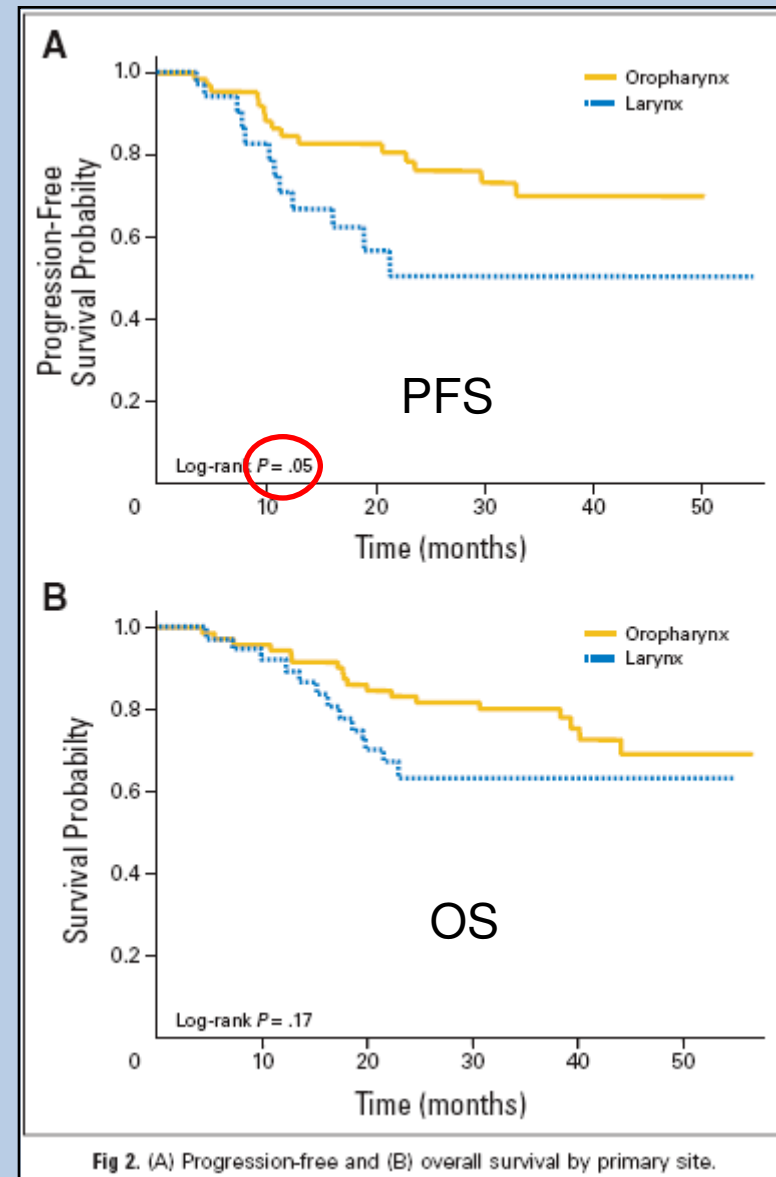 A
Oropharynx
Larynx
Progression-Free
Survival Probabilty
1.0
0.8
0.6
0.4
0.2
0
PFS
Log-rank P = .05
10 20 30 40 50
Time (months)
B
Oropharynx
Larynx
Survival Probabilty
1.0
0.8
0.6
0.4
0.2
0
OS
Log-rank P = .17
10 20 30 40 50
Time (months)
Fig 2. (A) Progression-free and (B) overall survival by primary site.